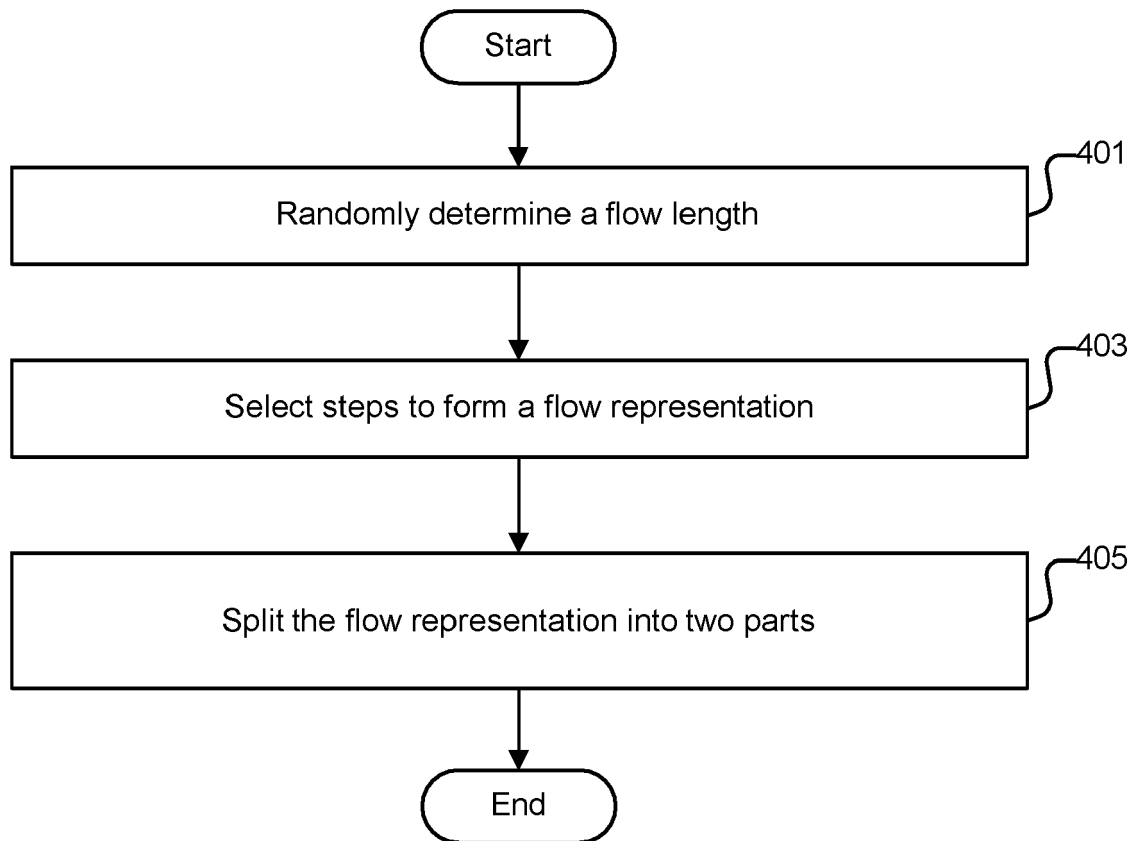 Start
401
Randomly determine a flow length
403
Select steps to form a flow representation
405
Split the flow representation into two parts
End